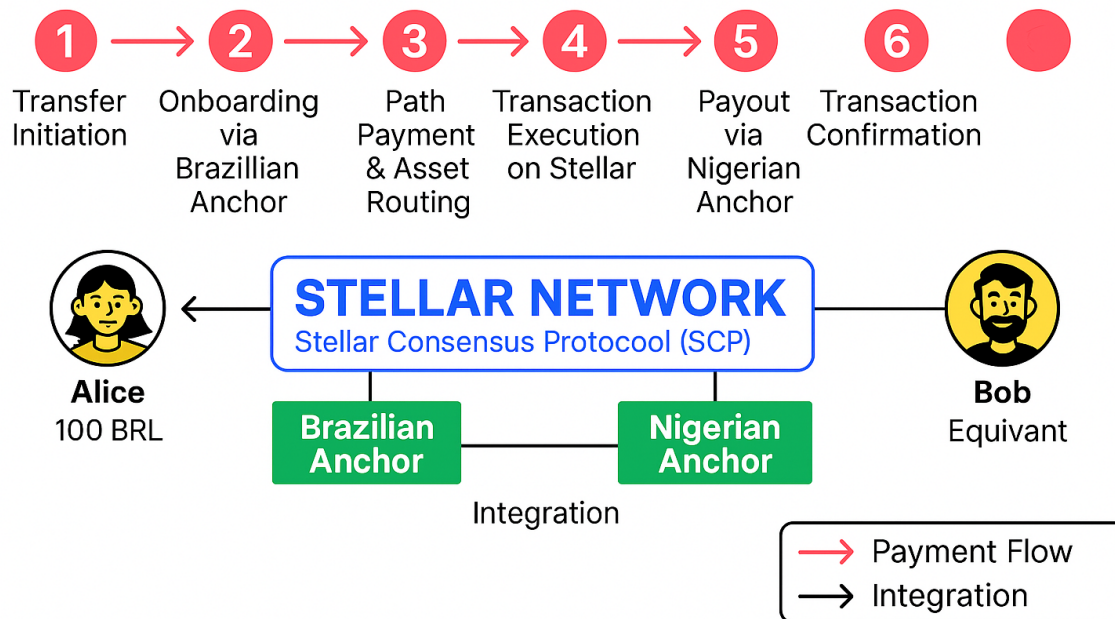 1
2
3
4
5
6
Transfer
Initiation
Onboarding
via
Brazillian
Anchor
Path
Payment
& Asset
Routing
Transaction
Execution
on Stellar
Payout
via
Nigerian
Anchor
Transaction
Confirmation
STELLAR NETWORK
Stellar Consensus Protocool (SCP)
Alice
100 BRL
Bob
Equivant
Brazilian
Anchor
Nigerian
Anchor
Integration
Payment Flow
Integration